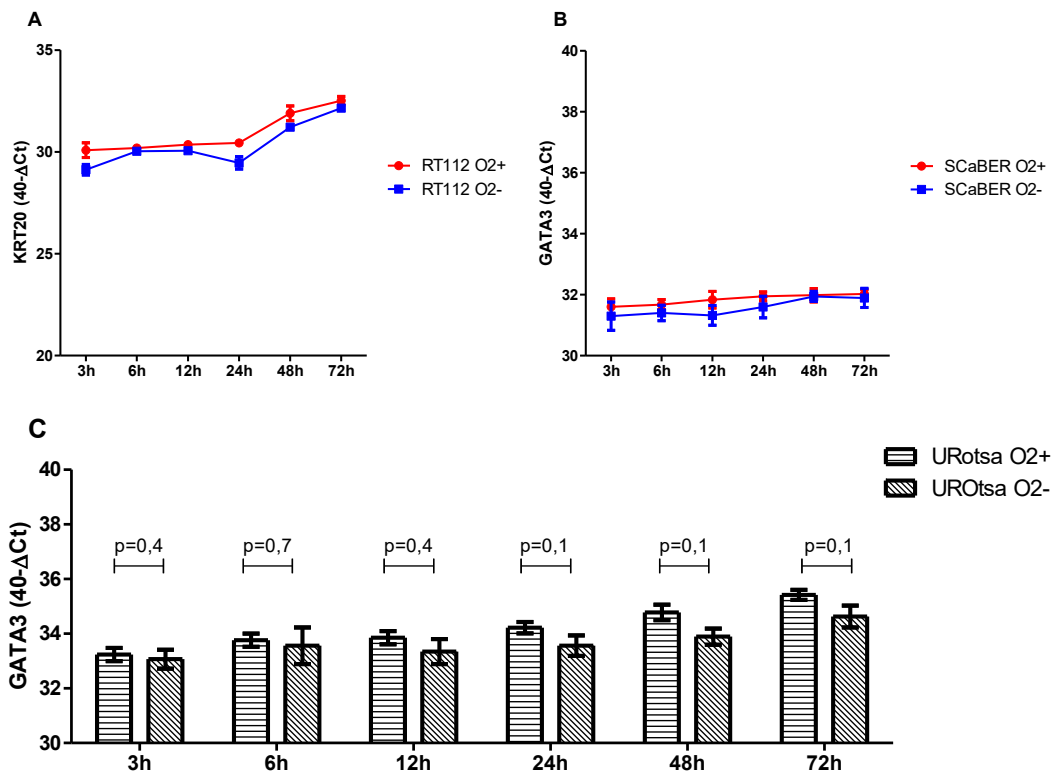 A
KRT20 (40-ΔCt)
35
30
25
20
3h 6h 12h 24h 48h 72h
RT112 O2+
RT112 O2-
B
GATA3 (40-ΔCt)
40
38
36
34
32
30
3h 6h 12h 24h 48h 72h
SCaBER O2+
SCaBER O2-
C
GATA3 (40-ΔCt)
40
38
36
34
32
30
p=0,4 p=0,7 p=0,4 p=0,1 p=0,1 p=0,1
3h 6h 12h 24h 48h 72h
URotsa O2+
UROtsa O2-